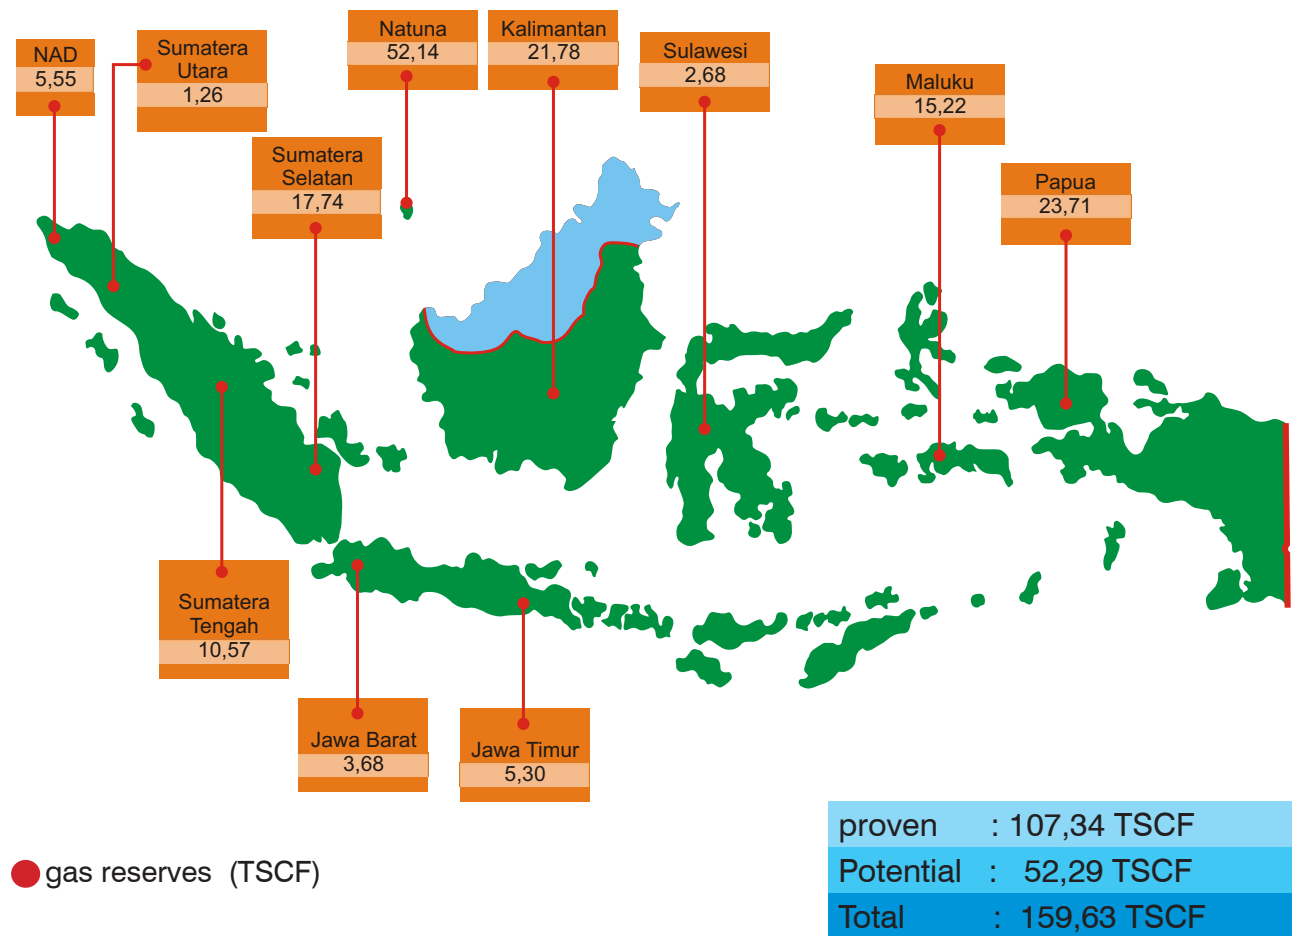 NAD
5,55
Sumatera
Utara
1,26
Natuna
52,14
Kalimantan
21,78
Sulawesi
2,68
Maluku
15,22
Sumatera
Selatan
17,74
Papua
23,71
Sumatera
Tengah
10,57
Jawa Barat
3,68
Jawa Timur
5,30
gas reserves (TSCF)
proven : 107,34 TSCF
Potential : 52,29 TSCF
Total : 159,63 TSCF